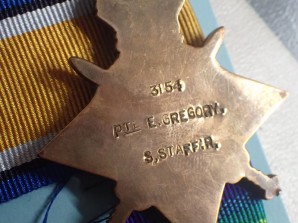 3154
PTE E. GREGORY.
S. STAFF. R.